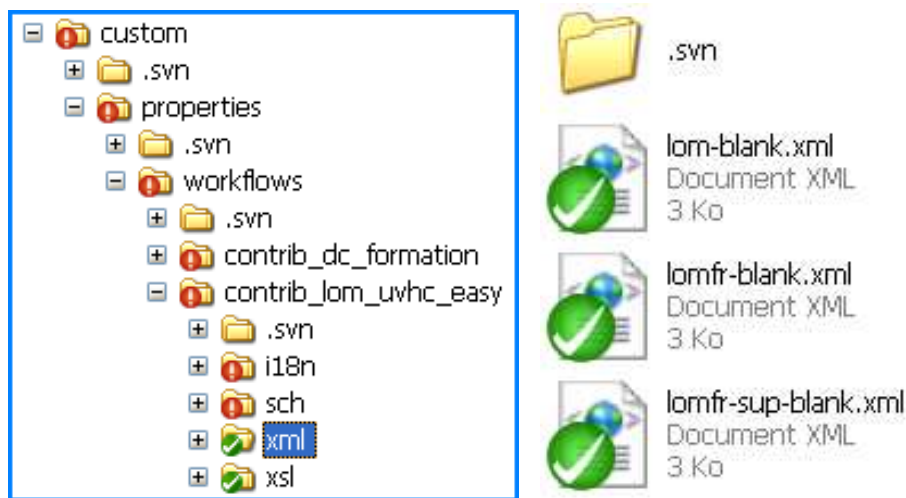 custom
.svn
properties
.svn
workflows
.svn
contrib_dc_formation
contrib_lom_uvhc_easy
.svn
i18n
sch
xml
xsl
.svn
lom-blank.xml
Document XML
3 Ko
lomfr-blank.xml
Document XML
3 Ko
lomfr-sup-blank.xml
Document XML
3 Ko